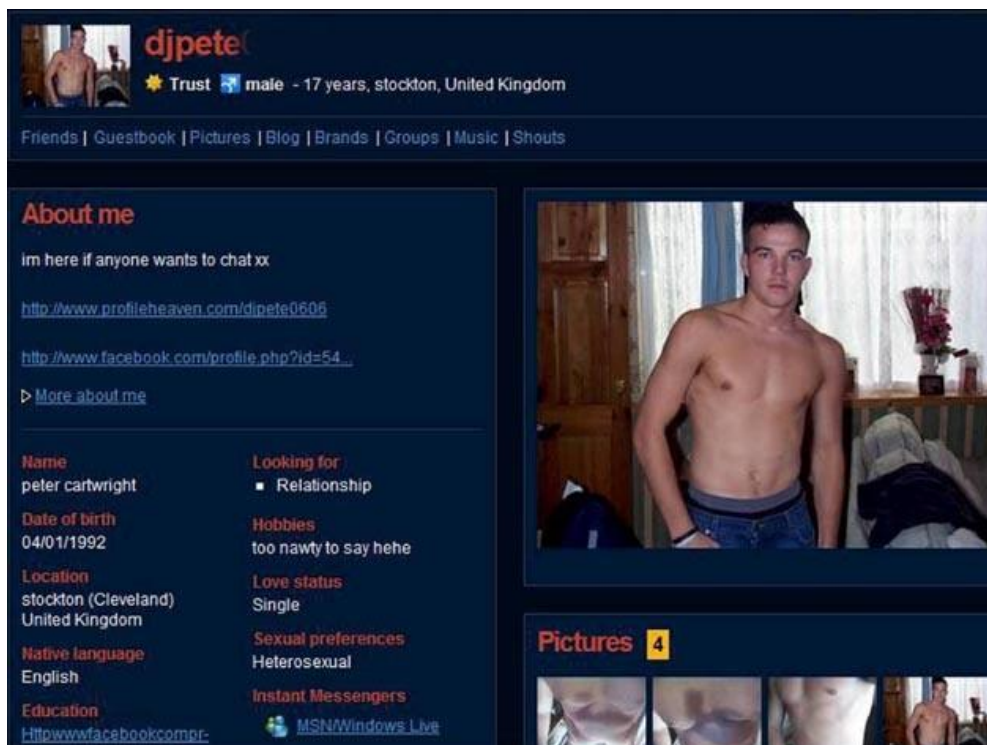 djpete
Trust male - 17 years, stockton, United Kingdom
Friends | Guestbook | Pictures | Blog | Brands | Groups | Music | Shouts
About me
im here if anyone wants to chat xx
http://www.profileheaven.com/djpete0606
http://www.facebook.com/profile.php?id=54...
More about me
Name
peter cartwright
Date of birth
04/01/1992
Location
stockton (Cleveland)
United Kingdom
Native language
English
Education
Httpwwwfacebookcompr-
Looking for
Relationship
Hobbies
too nawty to say hehe
Love status
Single
Sexual preferences
Heterosexual
Instant Messengers
MSN/Windows Live
Pictures 4